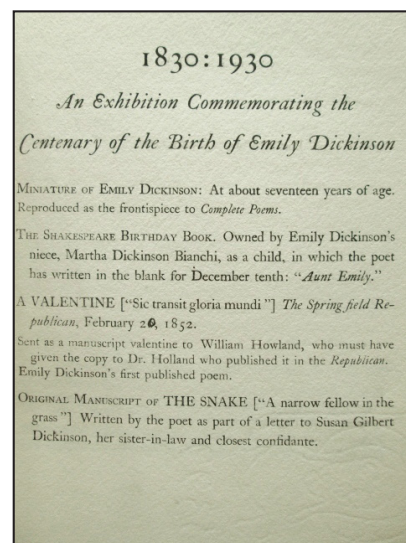 1830:1930
An Exhibition Commemorating the
Centenary of the Birth of Emily Dickinson
MINIATURE OF EMILY DICKINSON: At about seventeen years of age.
Reproduced as the frontispiece to Complete Poems.
THE SHAKESPEARE BIRTHDAY BOOK. Owned by Emily Dickinson's
niece, Martha Dickinson Bianchi, as a child, in which the poet
has written in the blank for December tenth: "Aunt Emily."
A VALENTINE ["Sic transit gloria mundi"] The Springfield Re-
publican, February 20, 1852.
Sent as a manuscript valentine to William Howland, who must have
given the copy to Dr. Holland who published it in the Republican.
Emily Dickinson's first published poem.
ORIGINAL MANUSCRIPT OF THE SNAKE ["A narrow fellow in the
grass"] Written by the poet as part of a letter to Susan Gilbert
Dickinson, her sister-in-law and closest confidante.